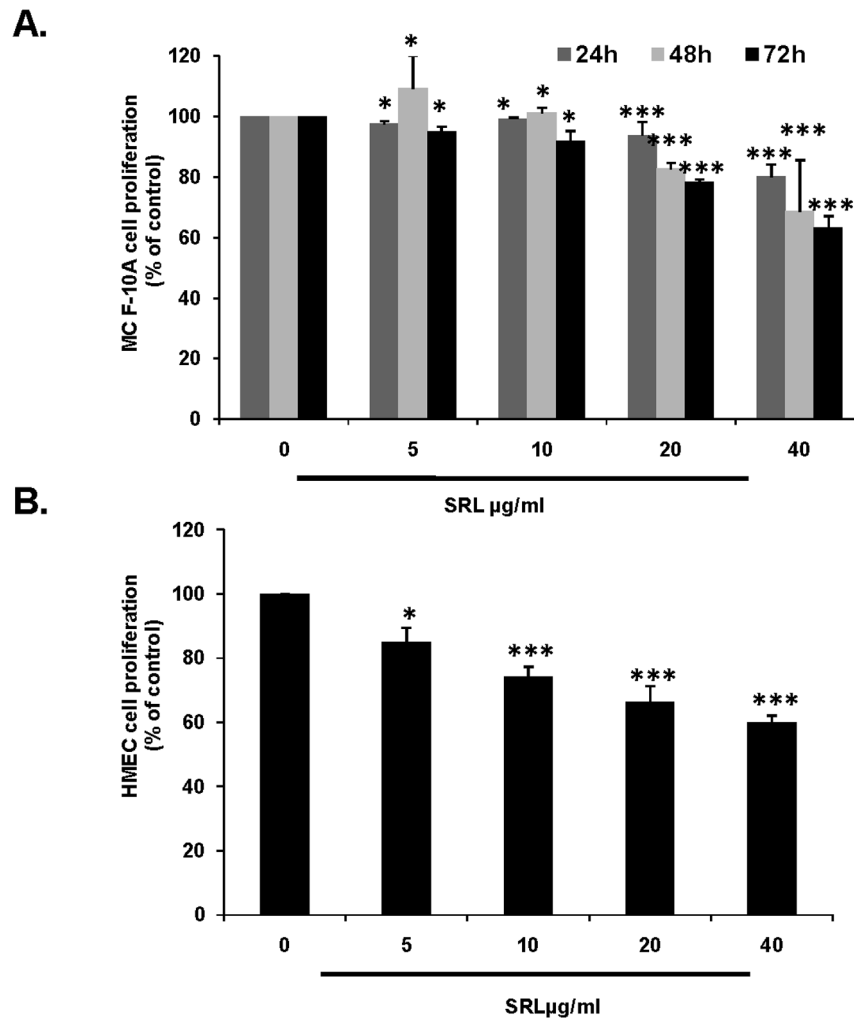 A.
24h 48h 72h
MC F-10A cell proliferation
(% of control)
120
100
80
60
40
20
0
* * *
* * *
*** *** ***
*** *** ***
0 5 10 20 40
SRL µg/ml
B.
HMEC cell proliferation
(% of control)
120
100
80
60
40
20
0
* *** *** ***
0 5 10 20 40
SRLµg/ml